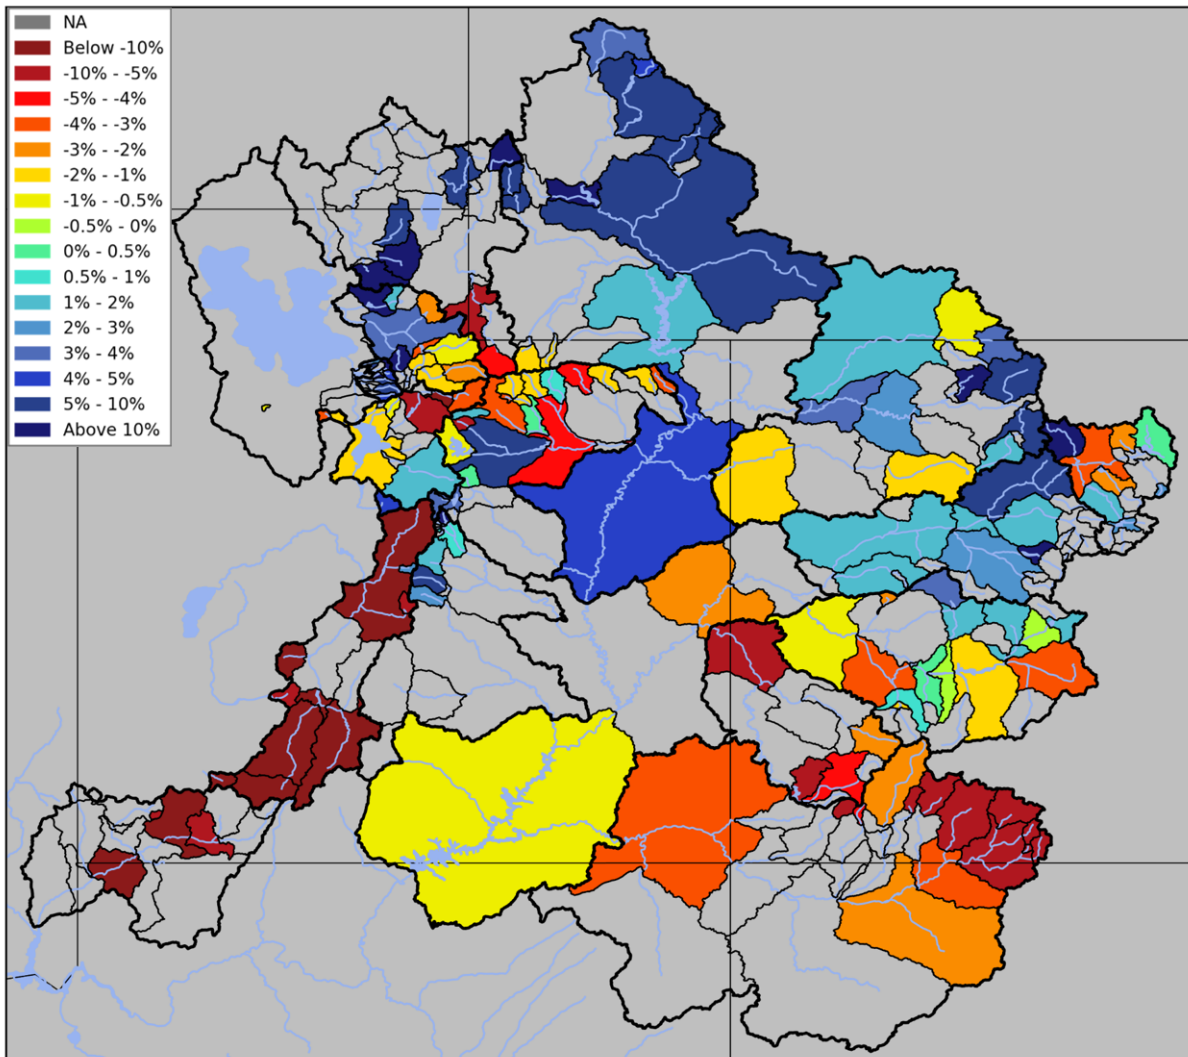 NA
Below -10%
-10% - -5%
-5% - -4%
-4% - -3%
-3% - -2%
-2% - -1%
-1% - -0.5%
-0.5% - 0%
0% - 0.5%
0.5% - 1%
1% - 2%
2% - 3%
3% - 4%
4% - 5%
5% - 10%
Above 10%